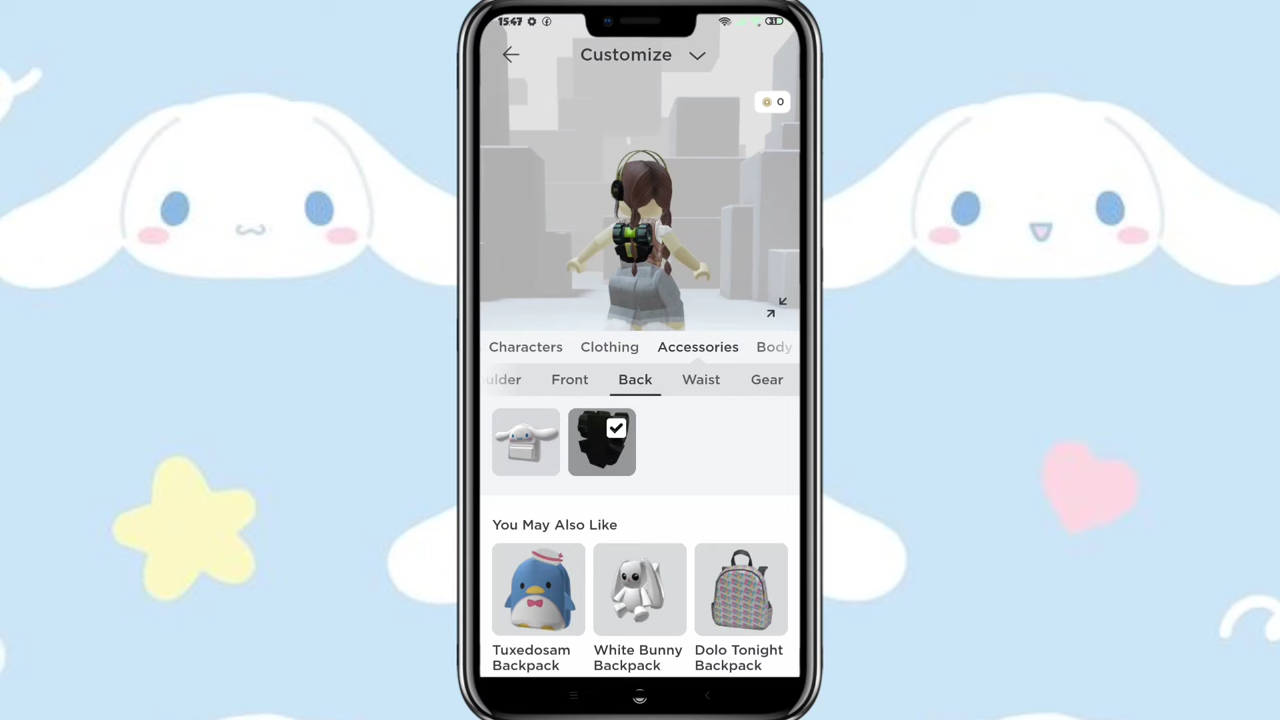 15:47
31
Customize
0
Characters Clothing Accessories Body
ulder Front Back Waist Gear
You May Also Like
Tuxedosam Backpack
White Bunny Backpack
Dolo Tonight Backpack